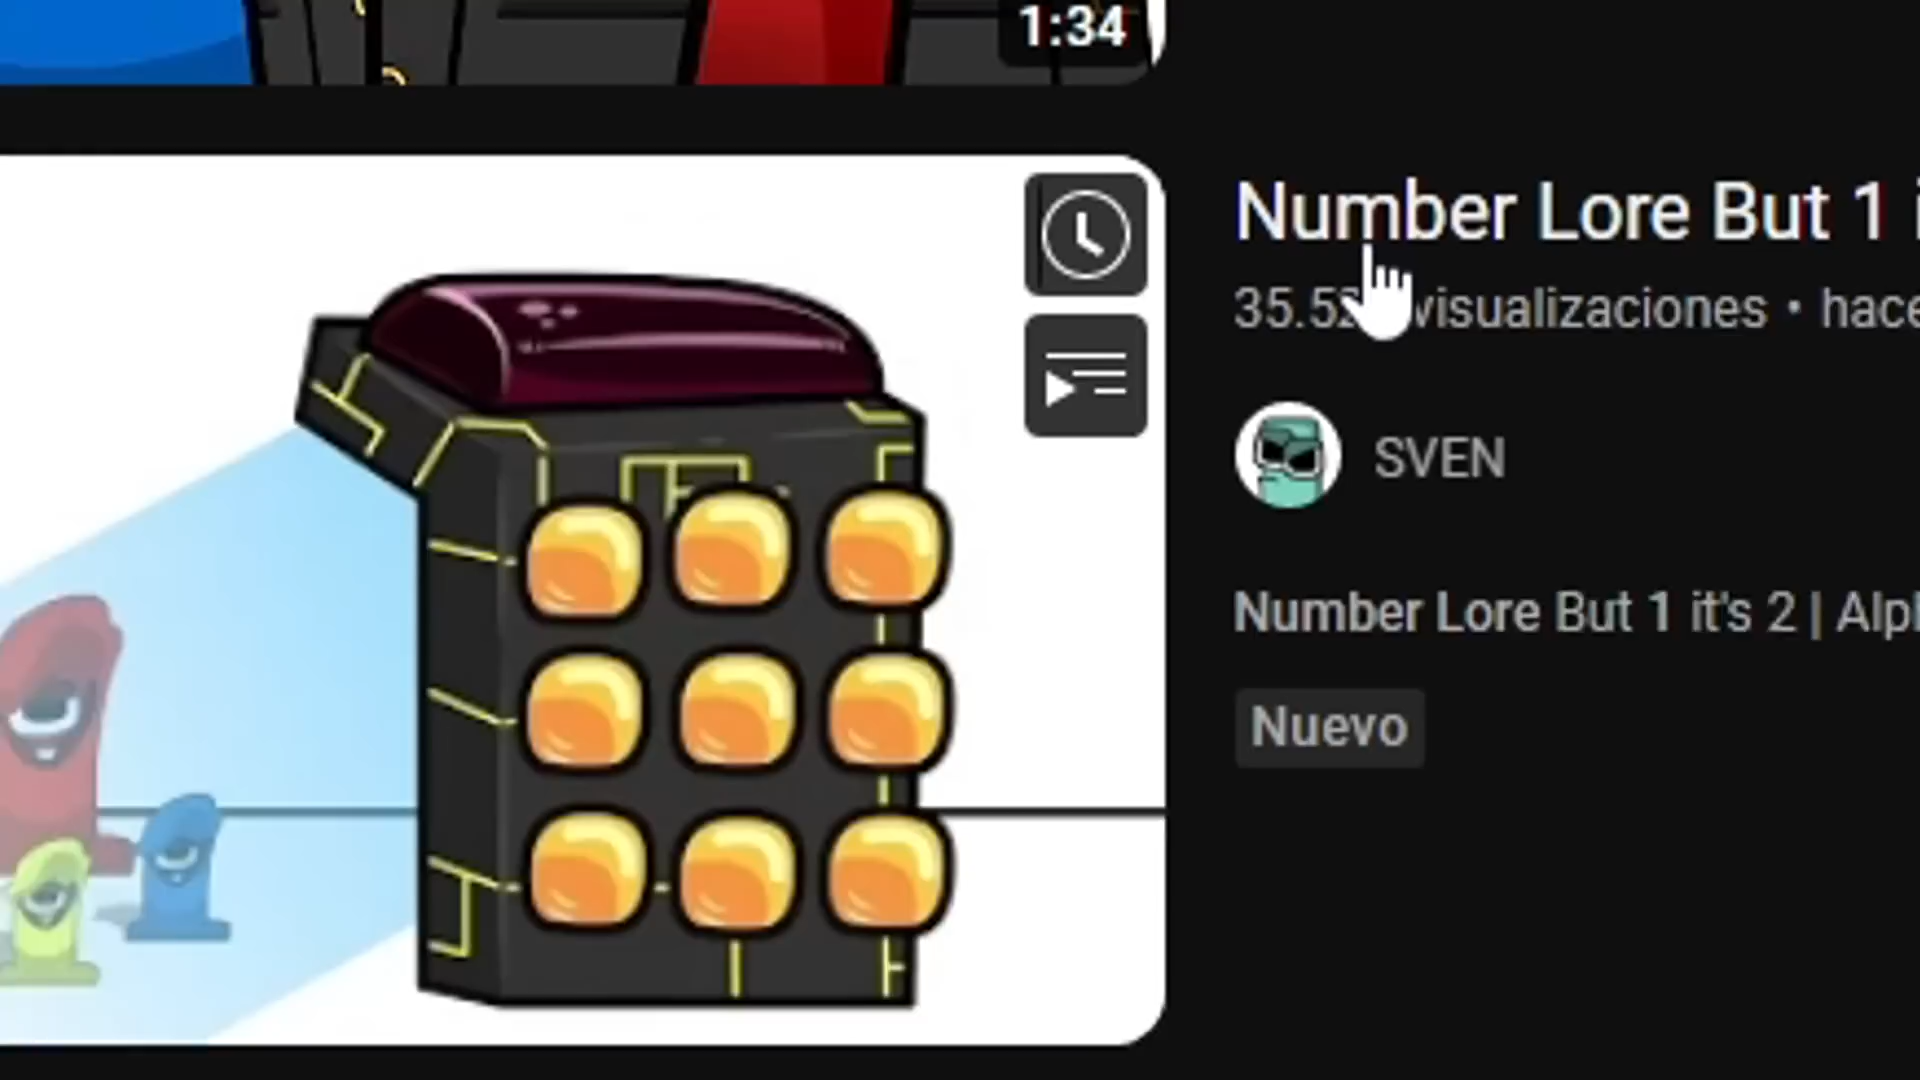 1:34
Number Lore But 1 i
35.5 visualizaciones • hace
SVEN
Number Lore But 1 it's 2 | Alp
Nuevo